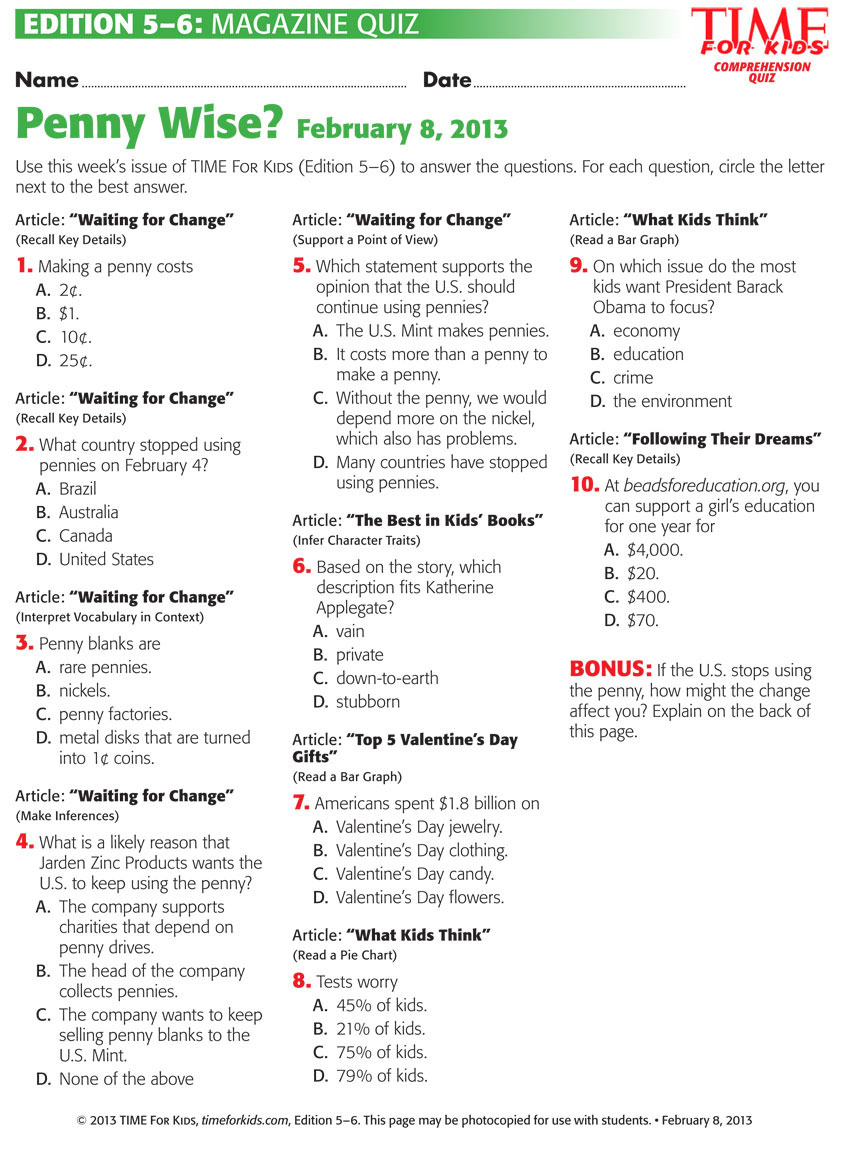 EDITION 5–6: MAGAZINE QUIZ
TIME
FOR KIDS
COMPREHENSION
QUIZ
Name
Date
Penny Wise? February 8, 2013
Use this week's issue of TIME FOR KIDS (Edition 5–6) to answer the questions. For each question, circle the letter
next to the best answer.
Article: "Waiting for Change"
(Recall Key Details)
1. Making a penny costs
A. 2¢.
B. $1.
C. 10¢.
D. 25¢.
Article: "Waiting for Change"
(Recall Key Details)
2. What country stopped using
pennies on February 4?
A. Brazil
B. Australia
C. Canada
D. United States
Article: "Waiting for Change"
(Interpret Vocabulary in Context)
3. Penny blanks are
A. rare pennies.
B. nickels.
C. penny factories.
D. metal disks that are turned
into 1¢ coins.
Article: "Waiting for Change"
(Make Inferences)
4. What is a likely reason that
Jarden Zinc Products wants the
U.S. to keep using the penny?
A. The company supports
charities that depend on
penny drives.
B. The head of the company
collects pennies.
C. The company wants to keep
selling penny blanks to the
U.S. Mint.
D. None of the above
Article: "Waiting for Change"
(Support a Point of View)
5. Which statement supports the
opinion that the U.S. should
continue using pennies?
A. The U.S. Mint makes pennies.
B. It costs more than a penny to
make a penny.
C. Without the penny, we would
depend more on the nickel,
which also has problems.
D. Many countries have stopped
using pennies.
Article: "The Best in Kids' Books"
(Infer Character Traits)
6. Based on the story, which
description fits Katherine
Applegate?
A. vain
B. private
C. down-to-earth
D. stubborn
Article: "Top 5 Valentine's Day
Gifts"
(Read a Bar Graph)
7. Americans spent $1.8 billion on
A. Valentine's Day jewelry.
B. Valentine's Day clothing.
C. Valentine's Day candy.
D. Valentine's Day flowers.
Article: "What Kids Think"
(Read a Pie Chart)
8. Tests worry
A. 45% of kids.
B. 21% of kids.
C. 75% of kids.
D. 79% of kids.
Article: "What Kids Think"
(Read a Bar Graph)
9. On which issue do the most
kids want President Barack
Obama to focus?
A. economy
B. education
C. crime
D. the environment
Article: "Following Their Dreams"
(Recall Key Details)
10. At beadsforeducation.org, you
can support a girl's education
for one year for
A. $4,000.
B. $20.
C. $400.
D. $70.
BONUS: If the U.S. stops using
the penny, how might the change
affect you? Explain on the back of
this page.
© 2013 TIME FOR KIDS, timeforkids.com, Edition 5–6. This page may be photocopied for use with students. • February 8, 2013